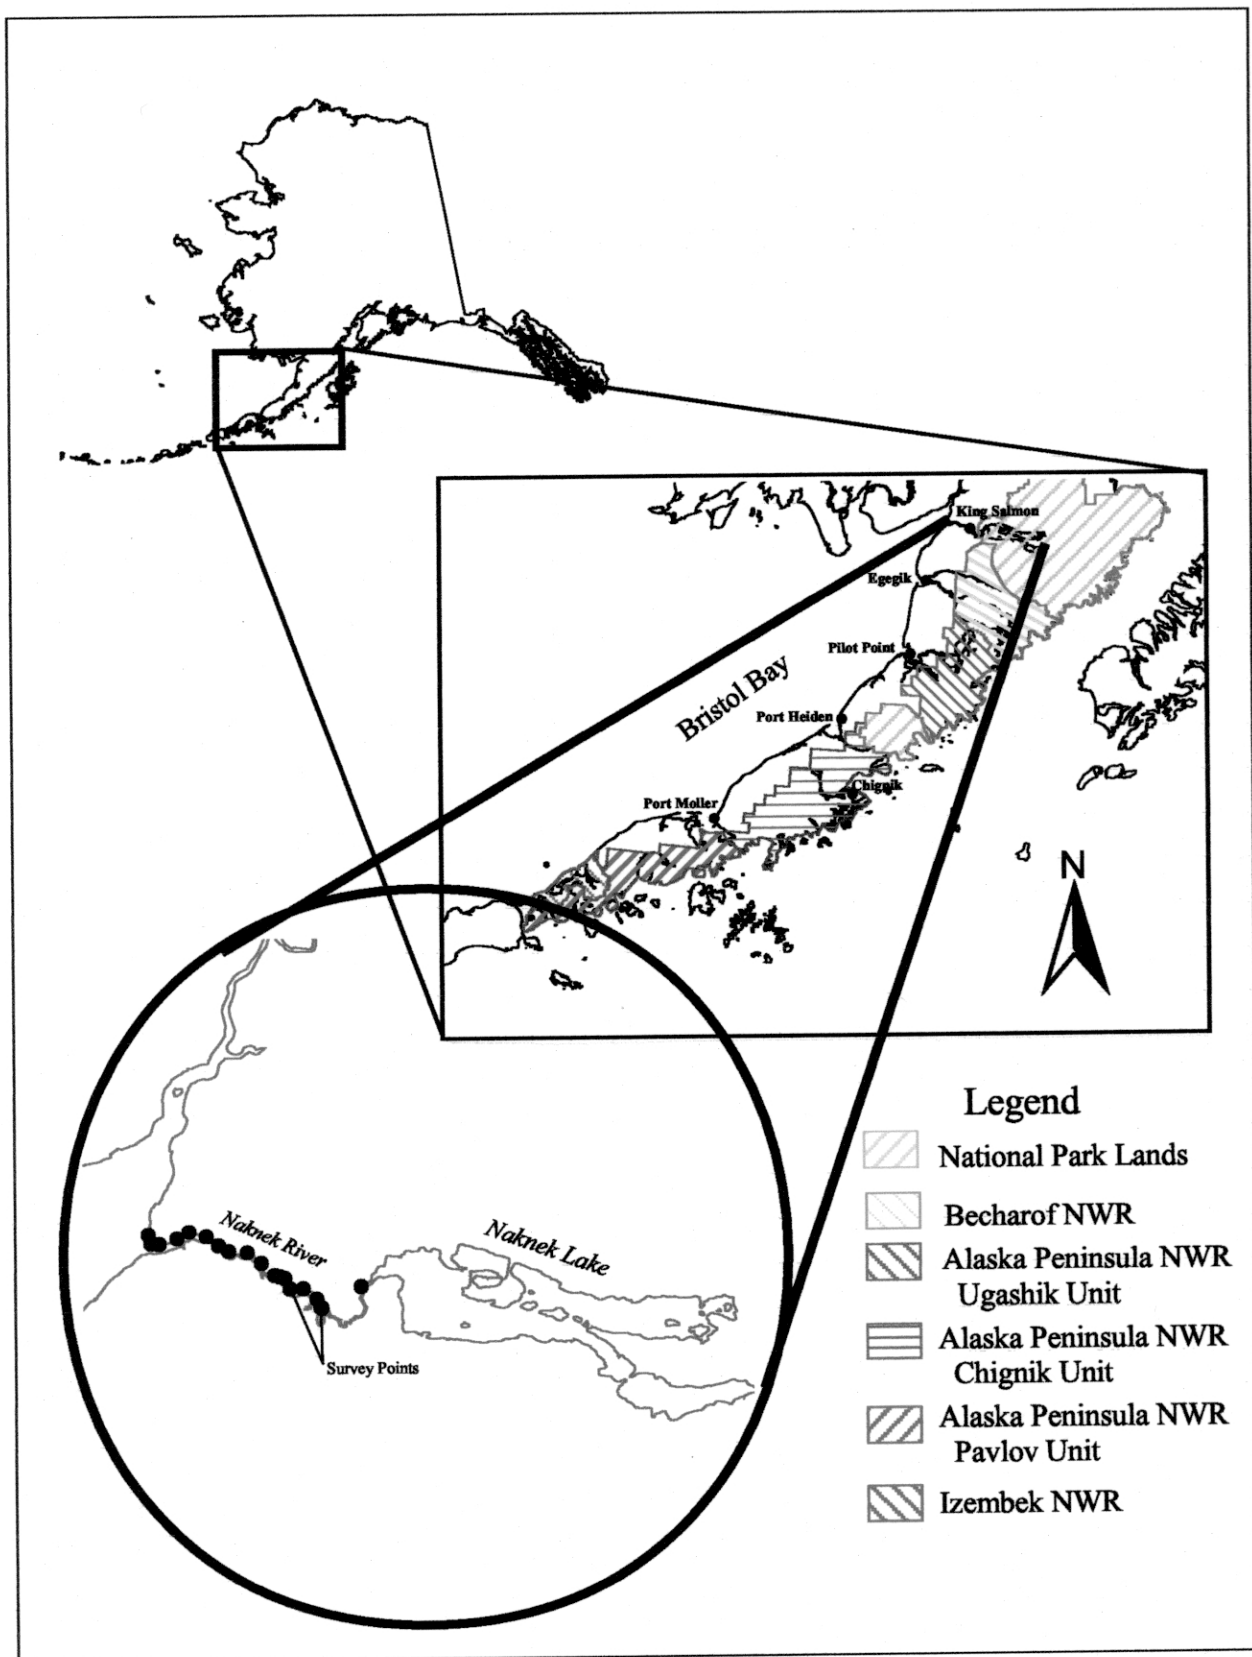 King Salmon
Egegik
Pilot Point
Bristol Bay
Port Heiden
Chignik
Port Moller
N
Naknek River
Naknek Lake
Survey Points
Legend
National Park Lands
Becharof NWR
Alaska Peninsula NWR
Ugashik Unit
Alaska Peninsula NWR
Chignik Unit
Alaska Peninsula NWR
Pavlov Unit
Izembek NWR